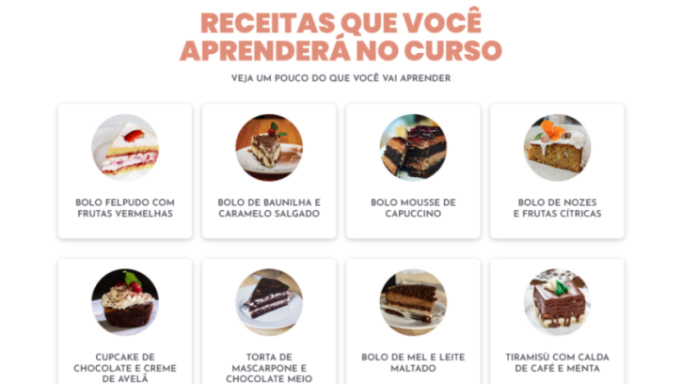 RECEITAS QUE VOCÊ
APRENDERÁ NO CURSO
VEJA UM POUCO DO QUE VOCÊ VAI APRENDER
BOLO FELPUDO COM
FRUTAS VERMELHAS
BOLO DE BAUNILHA E
CARAMELO SALGADO
BOLO MOUSSE DE
CAPUCCINO
BOLO DE NOZES
E FRUTAS CÍTRICAS
CUPCAKE DE
CHOCOLATE E CREME
DE AVELÃ
TORTA DE
MASCARPONE E
CHOCOLATE MEIO
BOLO DE MEL E LEITE
MALTADO
TIRAMISÚ COM CALDA
DE CAFÉ E MENTA